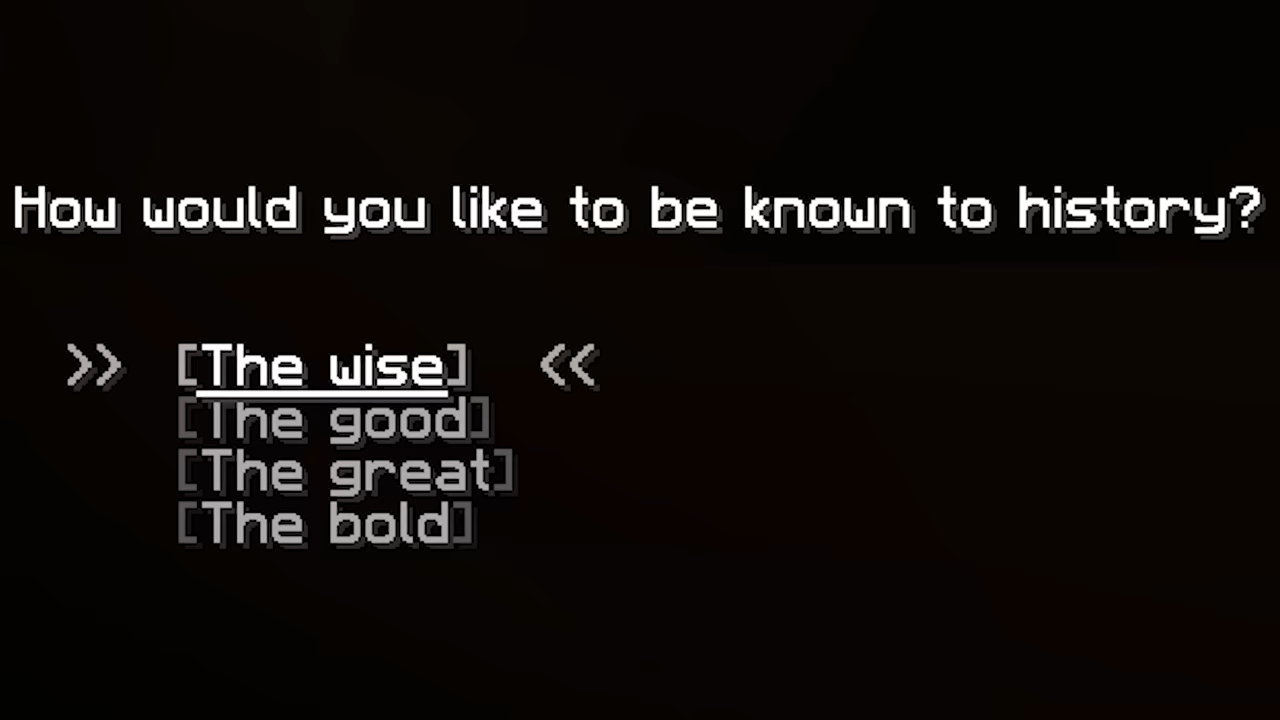 How would you like to be known to history?
>> [The wise] <<
[The good]
[The great]
[The bold]